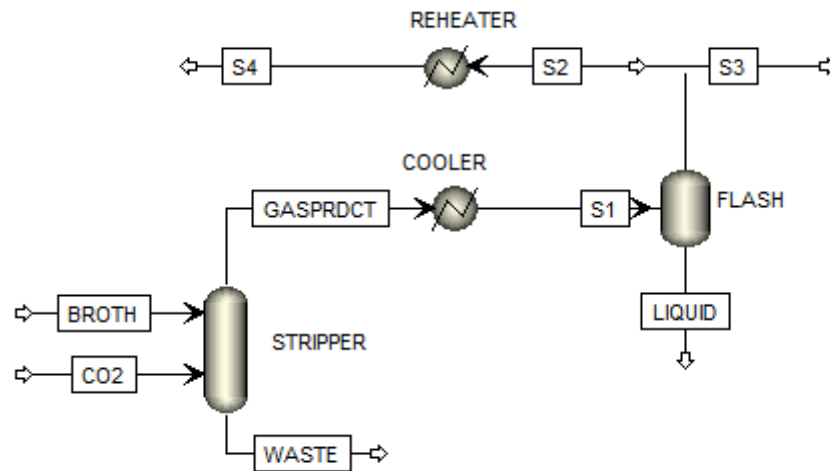 REHEATER
S4
S2
S3
COOLER
GASPRDCT
S1
FLASH
BROTH
LIQUID
STRIPPER
CO2
WASTE